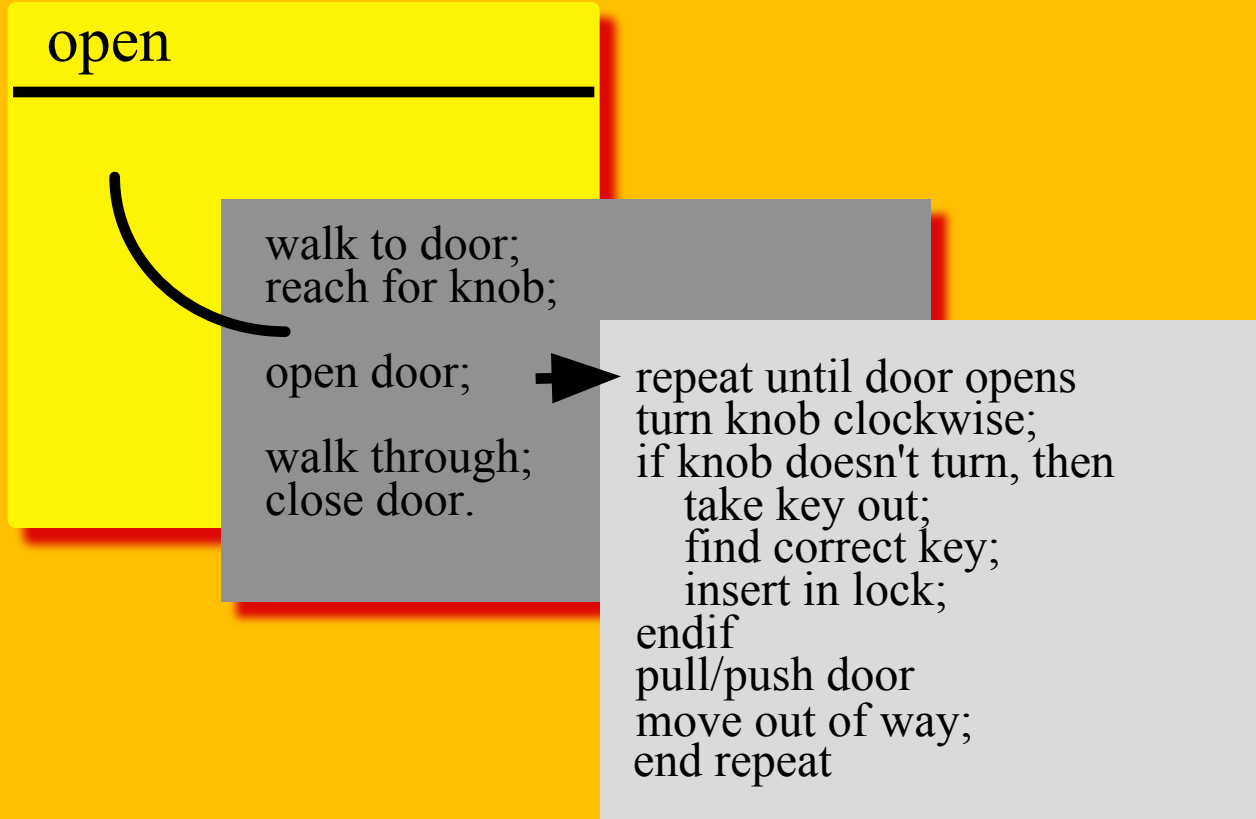 open
walk to door;
reach for knob;
open door;
walk through;
close door.
repeat until door opens
turn knob clockwise;
if knob doesn't turn, then
take key out;
find correct key;
insert in lock;
endif
pull/push door
move out of way;
end repeat